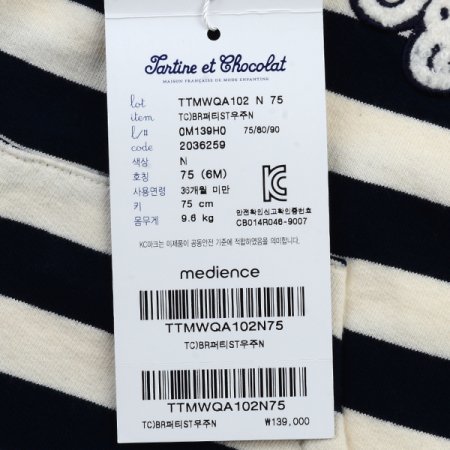 Tartine et Chocolat
MAISON FRANÇAISE DE MODE ENFANTINE
lot TTMWQA102 N 75
item TC)BR퍼티ST우주N
L/# 0M139H0 75/80/90
code 2036259
색상 N
호칭 75 (6M)
사용연령 36개월 미만
키 75 cm
몸무게 9.6 kg
안전확인신고확인증번호
CB014R046-9007
KC마크는 이제품이 공동안전 기준에 적합하였음을 의미합니다.
medience
TTMWQA102N75
TC)BR퍼티ST우주N
TTMWQA102N75
TC)BR퍼티ST우주N ₩139,000